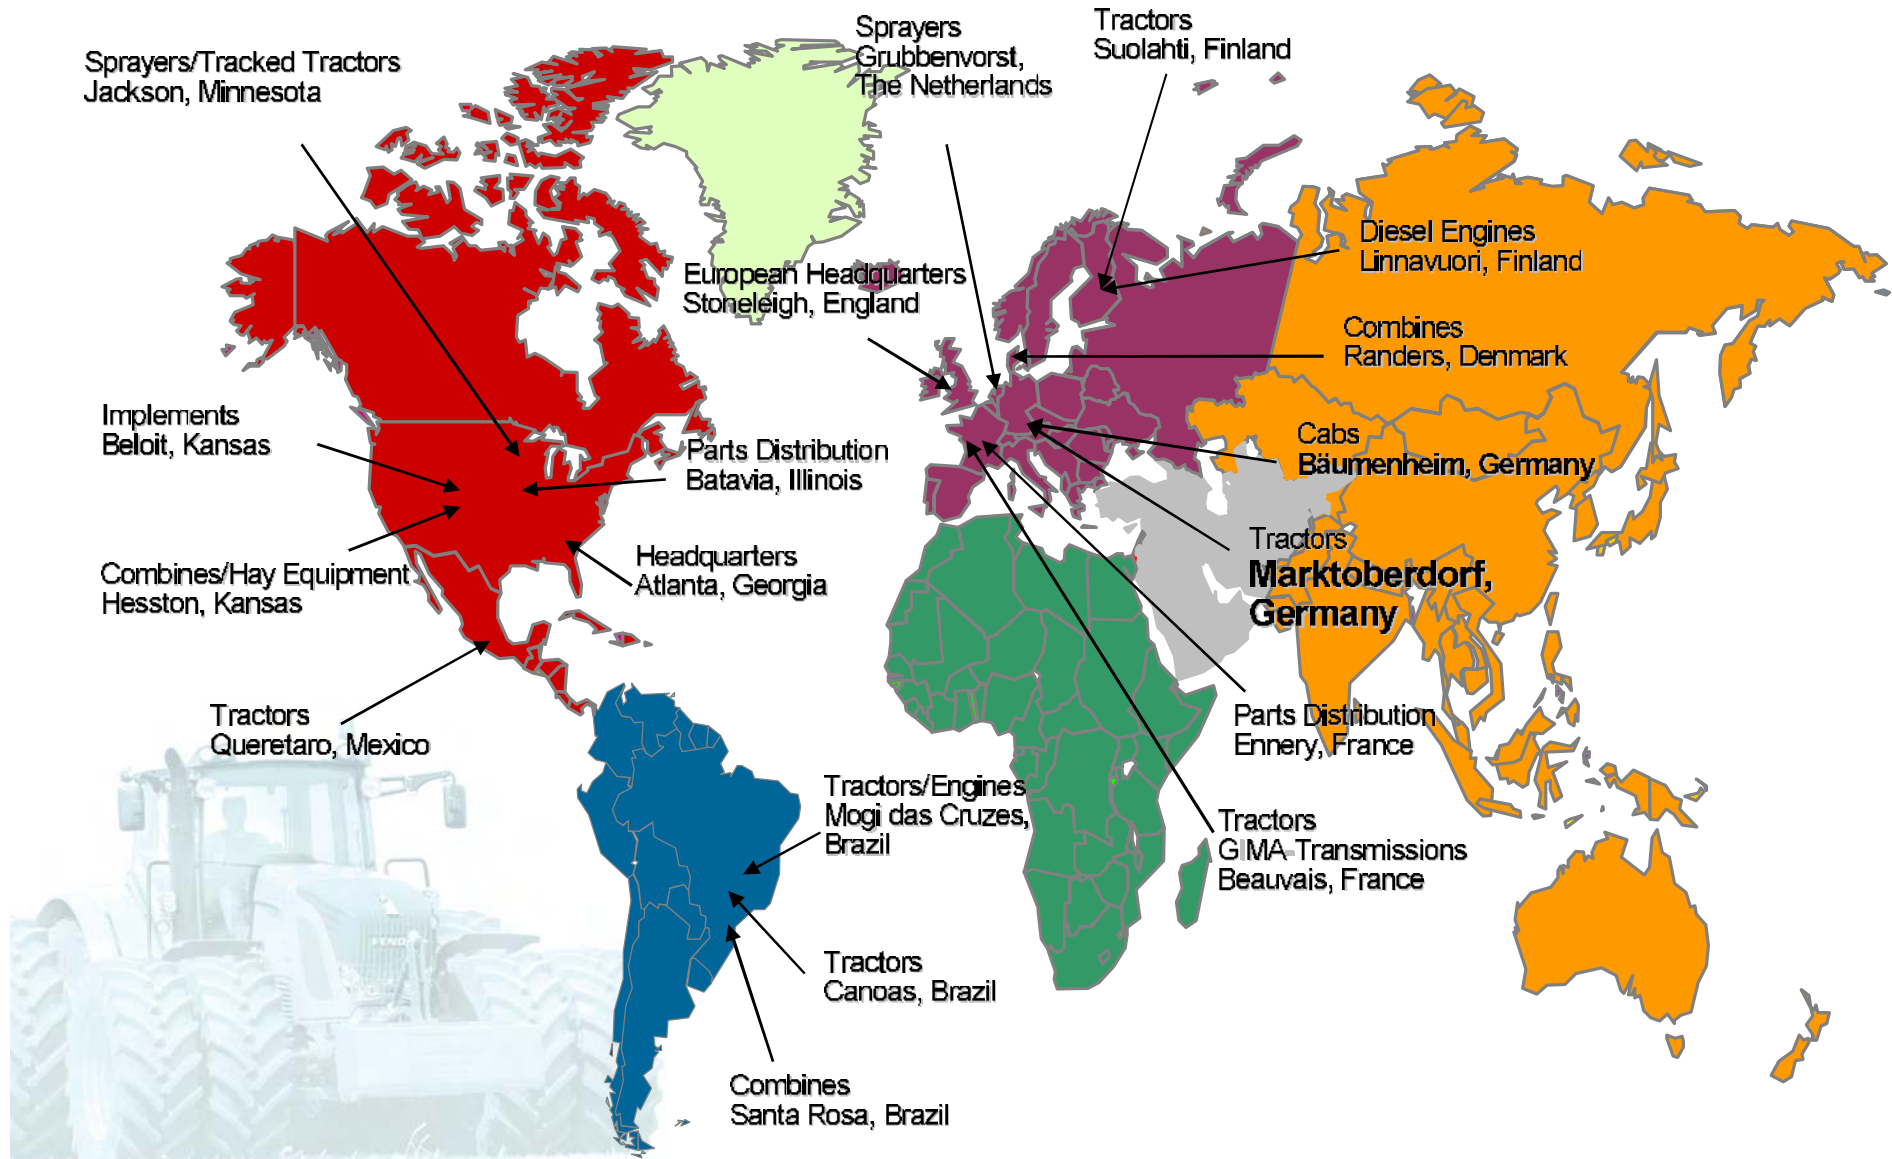 Sprayers/Tracked Tractors
Jackson, Minnesota
Sprayers
Grubbenvorst,
The Netherlands
Tractors
Suolahti, Finland
Diesel Engines
Linnavuori, Finland
European Headquarters
Stoneleigh, England
Combines
Randers, Denmark
Implements
Beloit, Kansas
Parts Distribution
Batavia, Illinois
Cabs
Bäumenheim, Germany
Combines/Hay Equipment
Hesston, Kansas
Headquarters
Atlanta, Georgia
Tractors
Marktoberdorf,
Germany
Tractors
Queretaro, Mexico
Parts Distribution
Ennery, France
Tractors/Engines
Mogi das Cruzes,
Brazil
Tractors
GIMA-Transmissions
Beauvais, France
Tractors
Canoas, Brazil
Combines
Santa Rosa, Brazil
FENDT